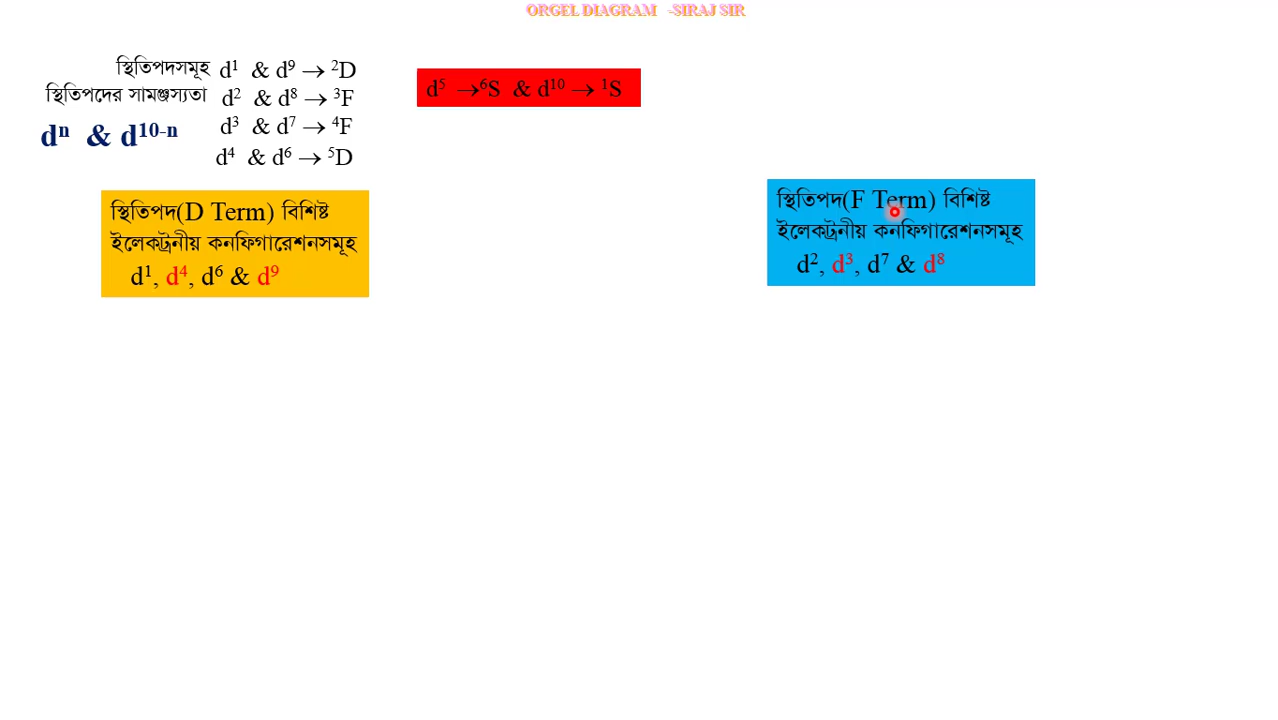 ORGEL DIAGRAM -SIRAJ SIR
স্থিতিপদসমূহ d¹ & d⁹ → ²D
স্থিতিপদের সামঞ্জস্যতা d² & d⁸ → ³F
dⁿ & d¹⁰⁻ⁿ d³ & d⁷ → ⁴F
d⁴ & d⁶ → ⁵D
d⁵ →⁶S & d¹⁰ → ¹S
স্থিতিপদ(D Term) বিশিষ্ট
ইলেকট্রনীয় কনফিগারেশনসমূহ
d¹, d⁴, d⁶ & d⁹
স্থিতিপদ(F Term) বিশিষ্ট
ইলেকট্রনীয় কনফিগারেশনসমূহ
d², d³, d⁷ & d⁸